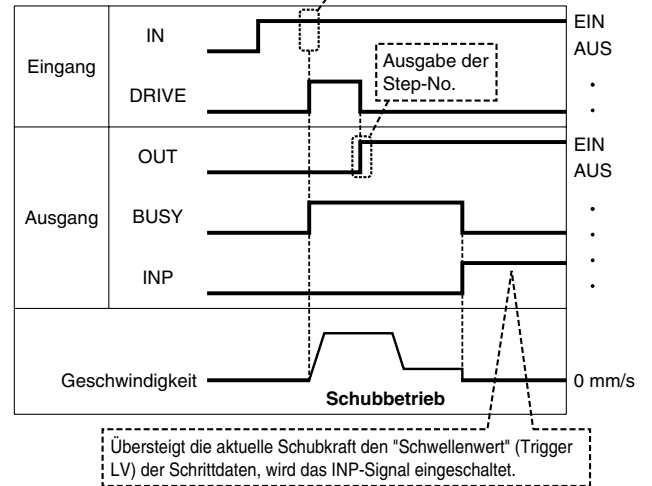 IN
EIN
AUS
Eingang
Ausgabe der
Step-No.
DRIVE
OUT
EIN
AUS
Ausgang
BUSY
INP
Geschwindigkeit
0 mm/s
Schubbetrieb
Übersteigt die aktuelle Schubkraft den "Schwellenwert" (Trigger
LV) der Schrittdaten, wird das INP-Signal eingeschaltet.